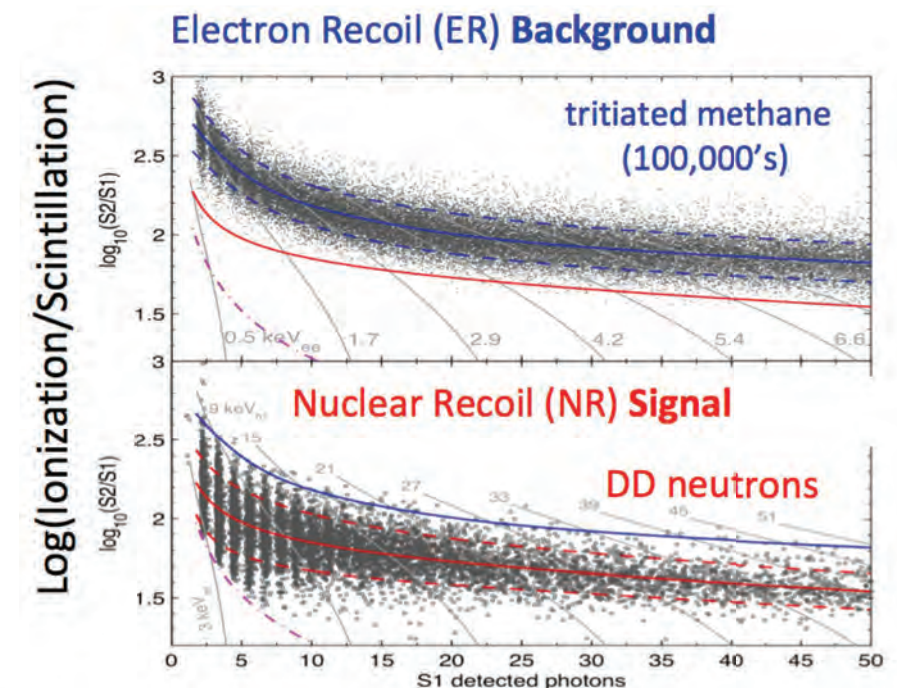 Electron Recoil (ER) Background
Log(Ionization/Scintillation)
3
2.5
2
1.5
log10(S2/S1)
tritiated methane
(100,000's)
0.5 keVee
1.7
2.9
4.2
5.4
6.6
3
2.5
2
1.5
log10(S2/S1)
Nuclear Recoil (NR) Signal
DD neutrons
3 keV
9 keV
15
21
27
33
39
45
51
0 5 10 15 20 25 30 35 40 45 50
S1 detected photons